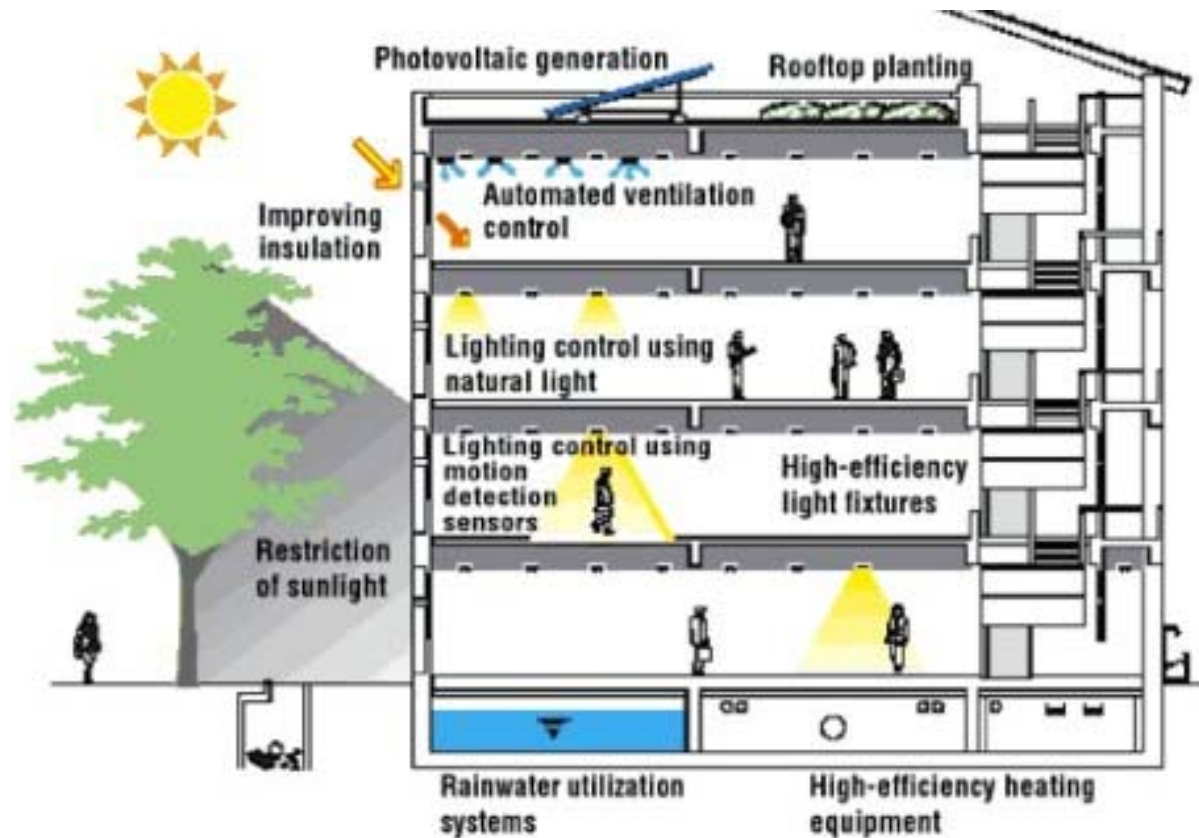 Photovoltaic generation
Rooftop planting
Automated ventilation
control
Improving
insulation
Lighting control using
natural light
Lighting control using
motion
detection
sensors
High-efficiency
light fixtures
Restriction
of sunlight
Rainwater utilization
systems
High-efficiency heating
equipment